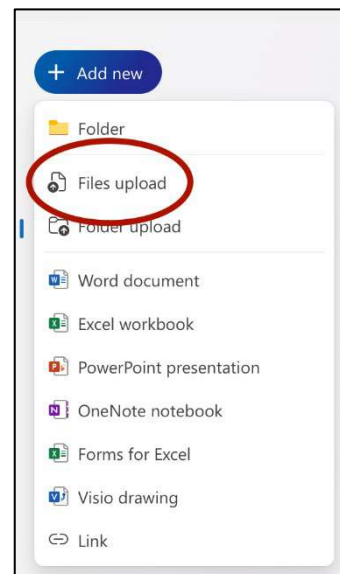 + Add new
Folder
Files upload
Folder upload
Word document
Excel workbook
PowerPoint presentation
OneNote notebook
Forms for Excel
Visio drawing
Link